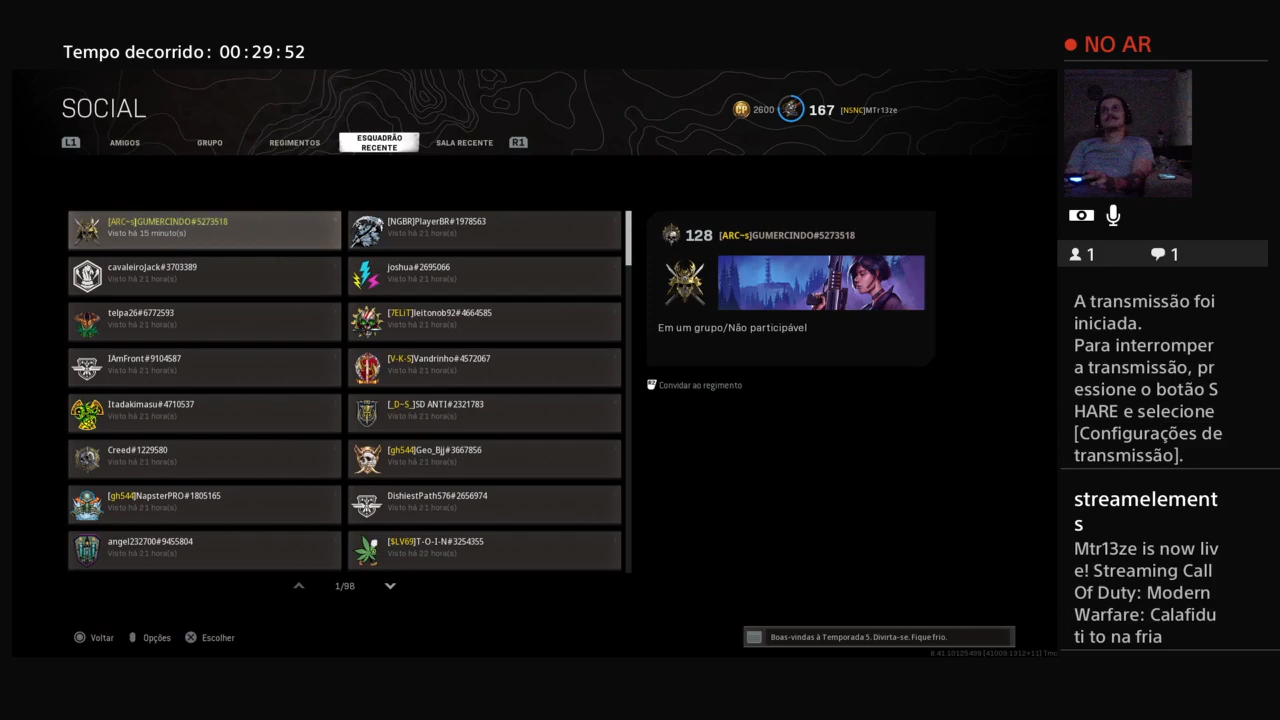 Tempo decorrido: 00:29:52
NO AR
SOCIAL
2600
167 [NSNC]MTr13ze
L1
AMIGOS
GRUPO
REGIMENTOS
ESQUADRÃO
RECENTE
SALA RECENTE
R1
[ARC~s]GUMERCINDO#5273518
Visto há 15 minuto(s)
[NGBR]PlayerBR#1978563
Visto há 21 hora(s)
cavaleiroJack#3703389
Visto há 21 hora(s)
joshua#2695066
Visto há 21 hora(s)
telpa26#6772593
Visto há 21 hora(s)
[7ELiT]leitonob92#4664585
Visto há 21 hora(s)
IAmFront#9104587
Visto há 21 hora(s)
[V-K-S]Vandrinho#4572067
Visto há 21 hora(s)
Itadakimasu#4710537
Visto há 21 hora(s)
[_D~S_]SD ANTI#2321783
Visto há 21 hora(s)
Creed#1229580
Visto há 21 hora(s)
[gh544]Geo_Bjj#3667856
Visto há 21 hora(s)
[gh544]NapsterPRO#1805165
Visto há 21 hora(s)
DishiestPath576#2656974
Visto há 21 hora(s)
angel232700#9455804
Visto há 21 hora(s)
[$LV69]T-O-I-N#3254355
Visto há 22 hora(s)
1/98
128 [ARC~s]GUMERCINDO#5273518
Em um grupo/Não participável
Convidar ao regimento
Voltar
Opções
Escolher
Boas-vindas à Temporada 5. Divirta-se. Fique frio.
1
1
A transmissão foi
iniciada.
Para interromper
a transmissão, pr
essione o botão S
HARE e selecione
[Configurações de
transmissão].
streamelement
s
Mtr13ze is now liv
e! Streaming Call
Of Duty: Modern
Warfare: Calafidu
ti to na fria